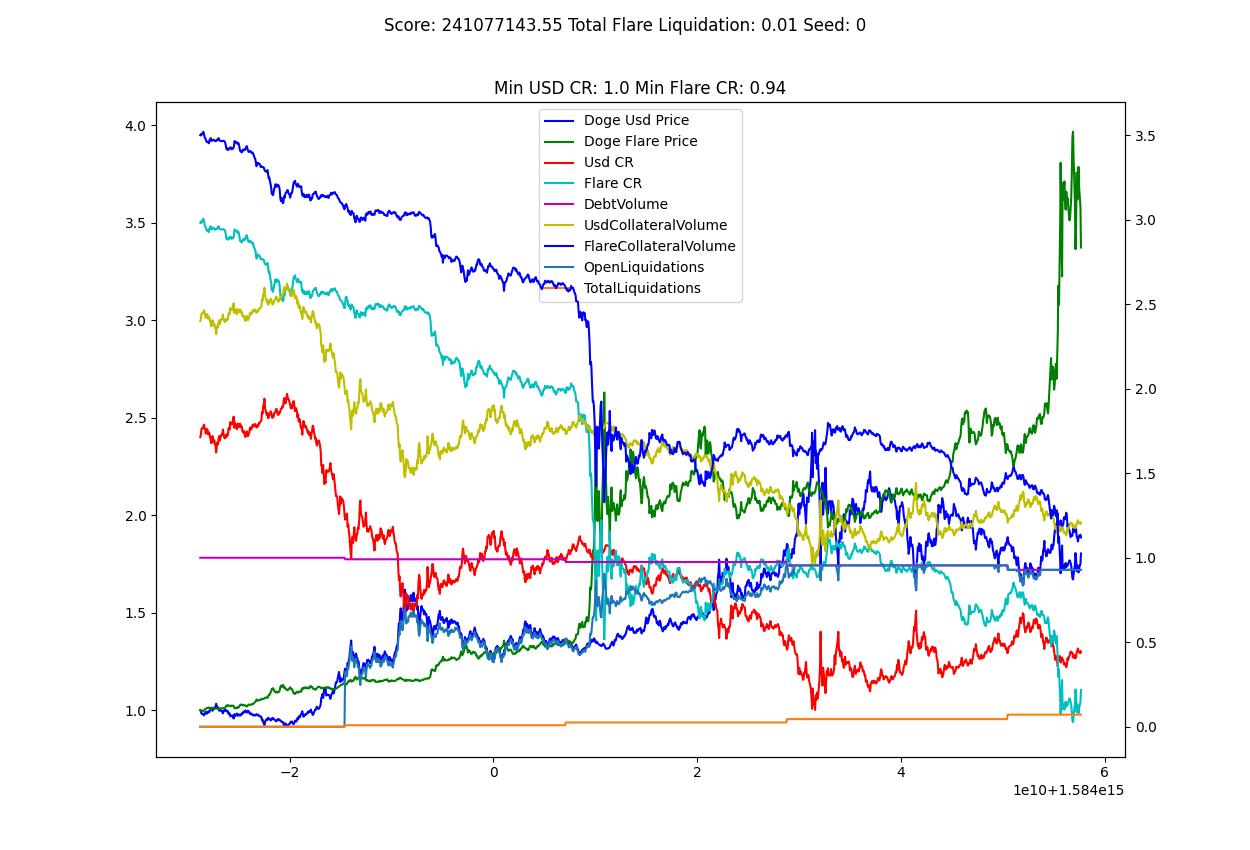 Score: 241077143.55 Total Flare Liquidation: 0.01 Seed: 0
Min USD CR: 1.0 Min Flare CR: 0.94
4.0
3.5
3.0
2.5
2.0
1.5
1.0
Doge Usd Price
Doge Flare Price
Usd CR
Flare CR
DebtVolume
UsdCollateralVolume
FlareCollateralVolume
OpenLiquidations
TotalLiquidations
3.5
3.0
2.5
2.0
1.5
1.0
0.5
0.0
−2 0 2 4 6
1e10+1.584e15